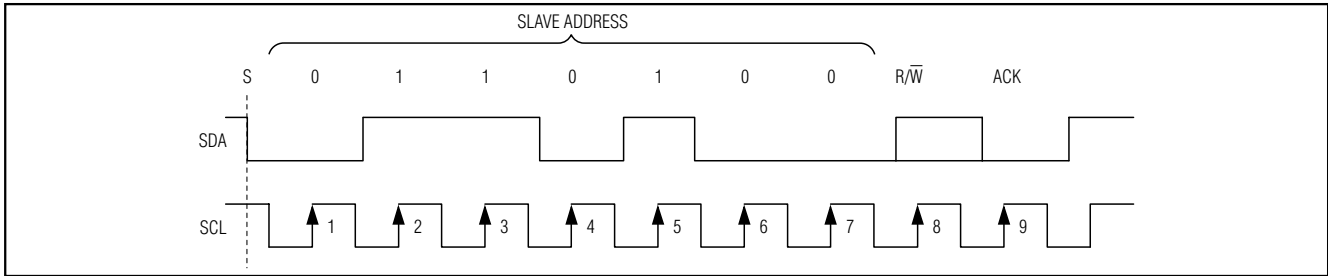 SLAVE ADDRESS
S 0 1 1 0 1 0 0 R/W̅ ACK
SDA
SCL 1 2 3 4 5 6 7 8 9